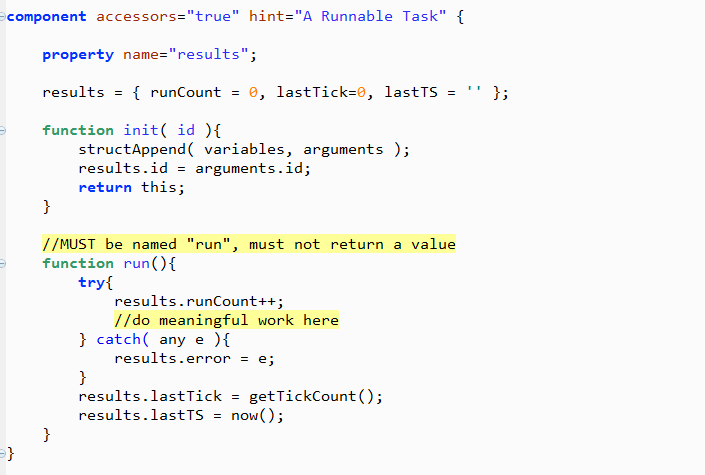 component accessors="true" hint="A Runnable Task" {
property name="results";
results = { runCount = 0, lastTick=0, lastTS = '' };
function init( id ){
structAppend( variables, arguments );
results.id = arguments.id;
return this;
}
//MUST be named "run", must not return a value
function run(){
try{
results.runCount++;
//do meaningful work here
} catch( any e ){
results.error = e;
}
results.lastTick = getTickCount();
results.lastTS = now();
}
}